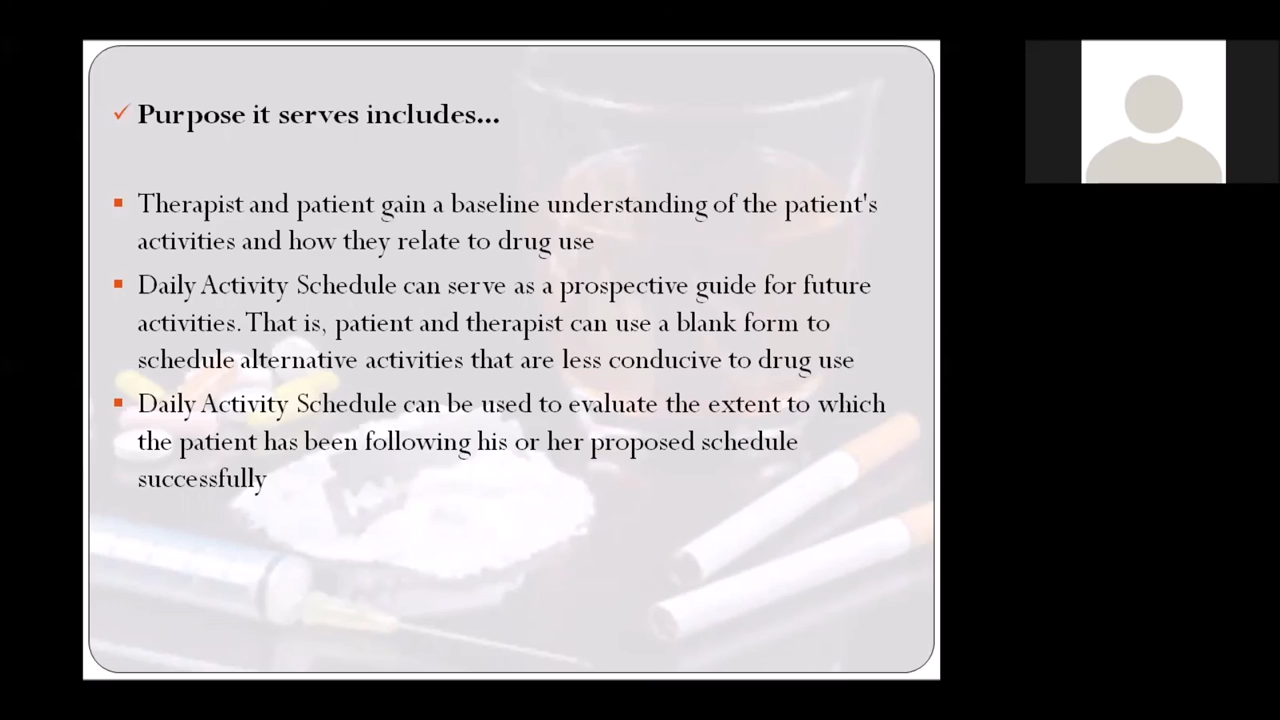 Purpose it serves includes...
Therapist and patient gain a baseline understanding of the patient's
activities and how they relate to drug use
Daily Activity Schedule can serve as a prospective guide for future
activities. That is, patient and therapist can use a blank form to
schedule alternative activities that are less conducive to drug use
Daily Activity Schedule can be used to evaluate the extent to which
the patient has been following his or her proposed schedule
successfully